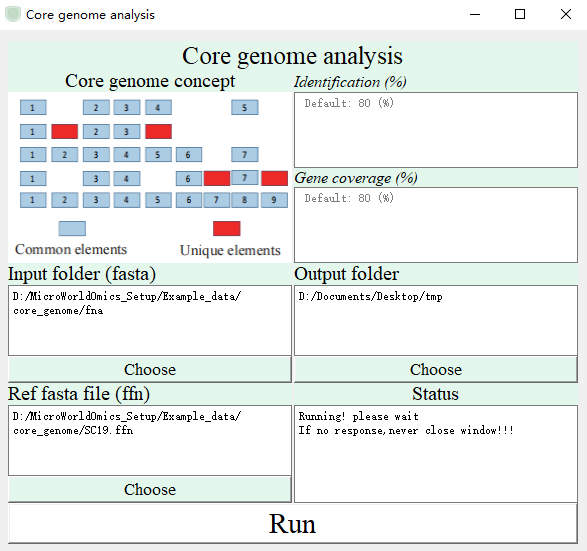 Core genome analysis
Core genome analysis
Core genome concept
Identification (%)
Default: 80 (%)
1 2 3 4 5
1 2 3
1 2 3 4 5 6 7
1 3 4 6 7
1 2 3 4 5 6 7 8 9
Common elements
Unique elements
Gene coverage (%)
Default: 80 (%)
Input folder (fasta)
D:/MicroWorldOmics_Setup/Example_data/
core_genome/fna
Choose
Output folder
D:/Documents/Desktop/tmp
Choose
Ref fasta file (ffn)
D:/MicroWorldOmics_Setup/Example_data/
core_genome/SC19.ffn
Choose
Status
Running! please wait
If no response,never close window!!!
Run